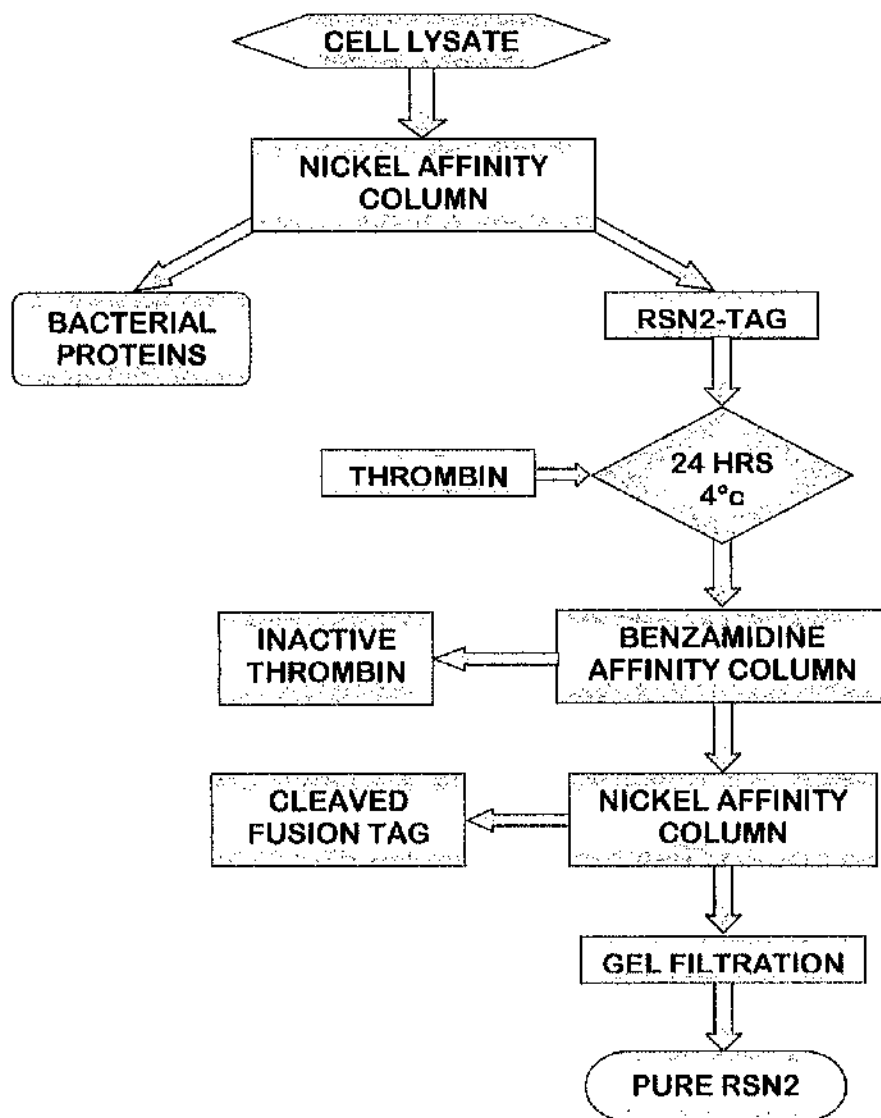 CELL LYSATE
NICKEL AFFINITY
COLUMN
BACTERIAL
PROTEINS
RSN2-TAG
THROMBIN
24 HRS
4°c
INACTIVE
THROMBIN
BENZAMIDINE
AFFINITY COLUMN
CLEAVED
FUSION TAG
NICKEL AFFINITY
COLUMN
GEL FILTRATION
PURE RSN2